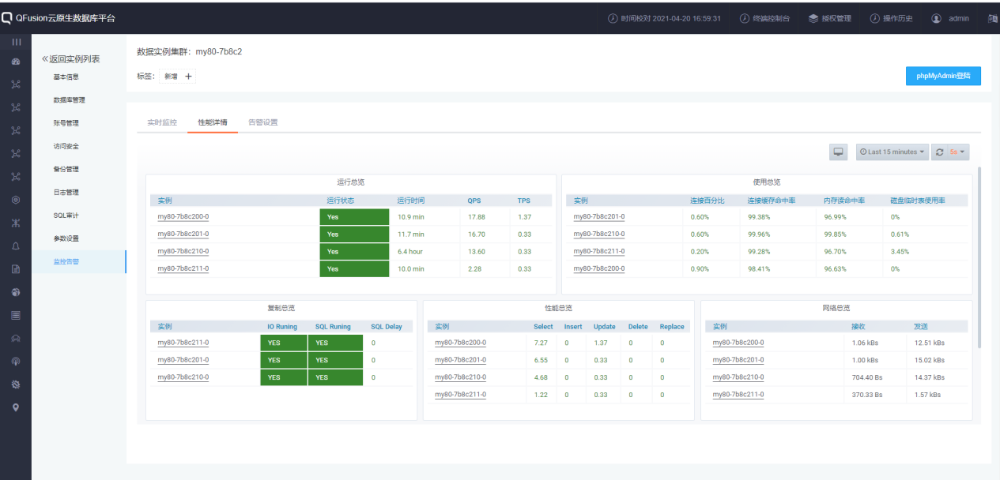 QFusion云原生数据库平台 时间校对 2021-04-20 16:59:31 终端控制台 授权管理 操作历史 admin
«返回实例列表
基本信息
数据库管理
账号管理
访问安全
备份管理
日志管理
SQL审计
参数设置
监控告警
数据实例集群：my80-7b8c2
标签： 新增 +
phpMyAdmin登陆
实时监控 性能详情 告警设置
Last 15 minutes 5s
运行总览
实例 运行状态 运行时间 QPS TPS
my80-7b8c200-0 Yes 10.9 min 17.88 1.37
my80-7b8c201-0 Yes 11.7 min 16.70 0.33
my80-7b8c210-0 Yes 6.4 hour 13.60 0.33
my80-7b8c211-0 Yes 10.0 min 2.28 0.33
使用总览
实例 连接百分比 连接缓存命中率 内存读命中率 磁盘临时表使用率
my80-7b8c201-0 0.60% 99.38% 96.99% 0%
my80-7b8c210-0 0.60% 99.96% 99.85% 0.61%
my80-7b8c211-0 0.20% 99.28% 96.70% 3.45%
my80-7b8c200-0 0.90% 98.41% 96.63% 0%
复制总览
实例 IO Runing SQL Runing SQL Delay
my80-7b8c211-0 YES YES 0
my80-7b8c201-0 YES YES 0
my80-7b8c210-0 YES YES 0
性能总览
实例 Select Insert Update Delete Replace
my80-7b8c200-0 7.27 0 1.37 0 0
my80-7b8c201-0 6.55 0 0.33 0 0
my80-7b8c210-0 4.68 0 0.33 0 0
my80-7b8c211-0 1.22 0 0.33 0 0
网络总览
实例 接收 发送
my80-7b8c200-0 1.06 kBs 12.51 kBs
my80-7b8c201-0 1.00 kBs 15.02 kBs
my80-7b8c210-0 704.40 Bs 14.37 kBs
my80-7b8c211-0 370.33 Bs 1.57 kBs